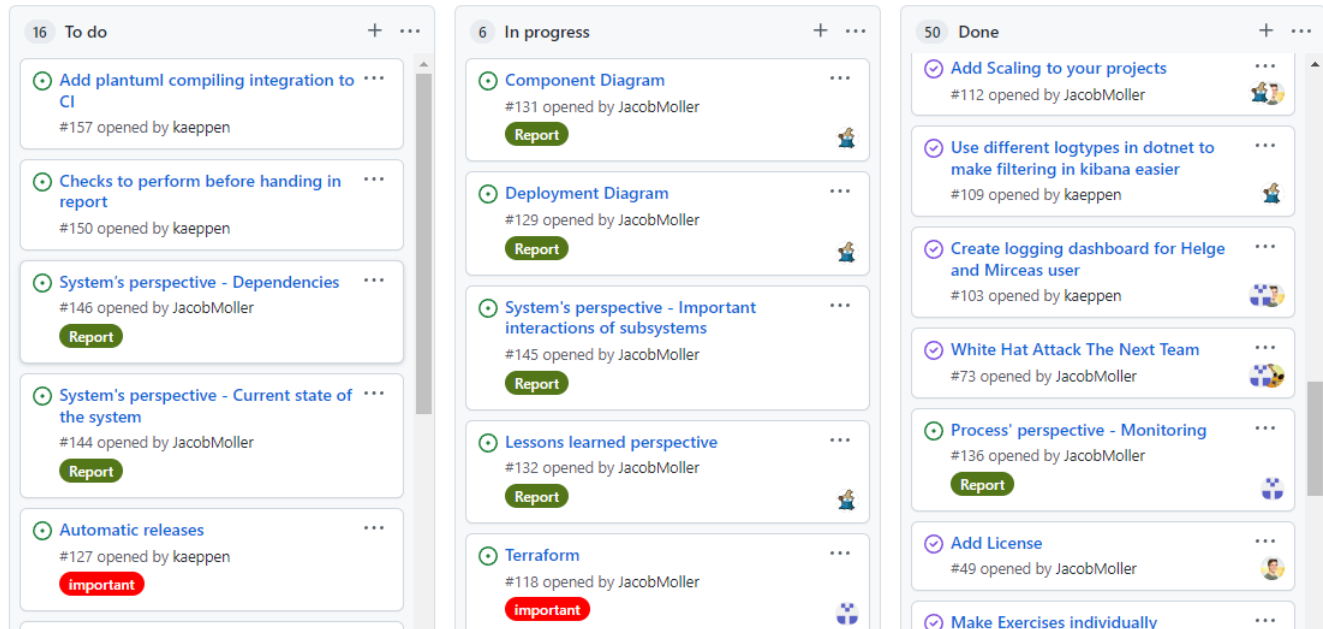 16 To do
Add plantuml compiling integration to
CI
#157 opened by kaeppen
Checks to perform before handing in
report
#150 opened by kaeppen
System's perspective - Dependencies
#146 opened by JacobMoller
Report
System's perspective - Current state of
the system
#144 opened by JacobMoller
Report
Automatic releases
#127 opened by kaeppen
important
6 In progress
Component Diagram
#131 opened by JacobMoller
Report
Deployment Diagram
#129 opened by JacobMoller
Report
System's perspective - Important
interactions of subsystems
#145 opened by JacobMoller
Report
Lessons learned perspective
#132 opened by JacobMoller
Report
Terraform
#118 opened by JacobMoller
important
50 Done
Add Scaling to your projects
#112 opened by JacobMoller
Use different logtypes in dotnet to
make filtering in kibana easier
#109 opened by kaeppen
Create logging dashboard for Helge
and Mirceas user
#103 opened by kaeppen
White Hat Attack The Next Team
#73 opened by JacobMoller
Process' perspective - Monitoring
#136 opened by JacobMoller
Report
Add License
#49 opened by JacobMoller
Make Exercises individually